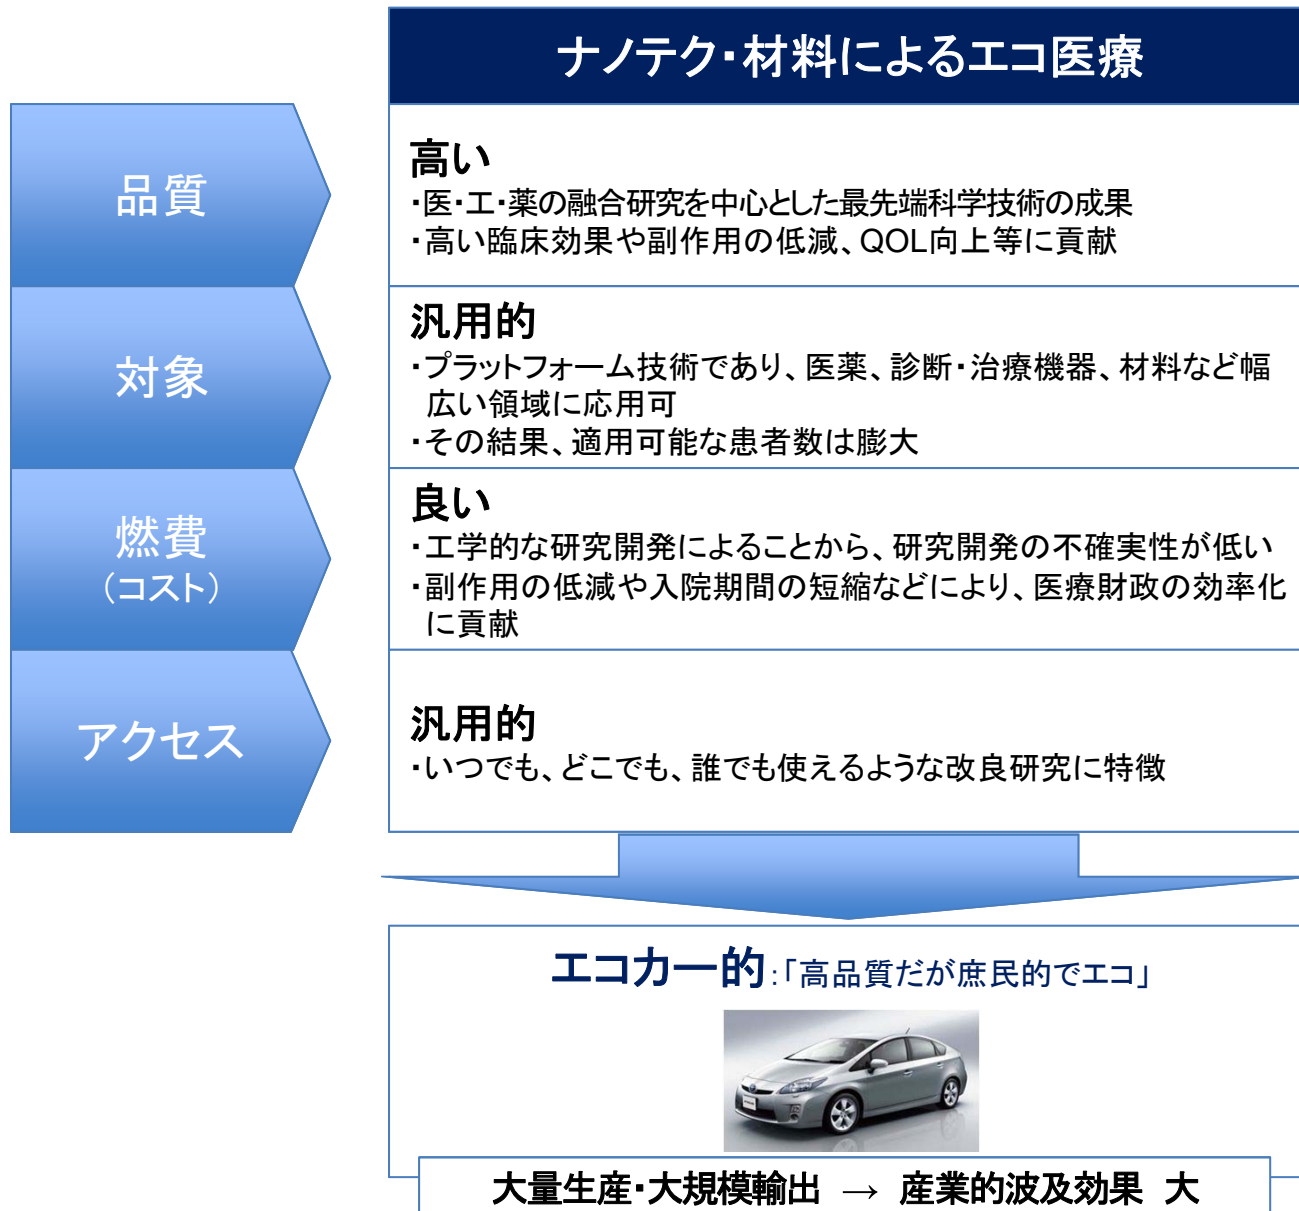 ナノテク・材料によるエコ医療
品質
高い
・医・工・薬の融合研究を中心とした最先端科学技術の成果
・高い臨床効果や副作用の低減、QOL向上等に貢献
対象
汎用的
・プラットフォーム技術であり、医薬、診断・治療機器、材料など幅
広い領域に応用可
・その結果、適用可能な患者数は膨大
燃費
（コスト）
良い
・工学的な研究開発によることから、研究開発の不確実性が低い
・副作用の低減や入院期間の短縮などにより、医療財政の効率化
に貢献
アクセス
汎用的
・いつでも、どこでも、誰でも使えるような改良研究に特徴
エコカー的：「高品質だが庶民的でエコ」
大量生産・大規模輸出 → 産業的波及効果 大